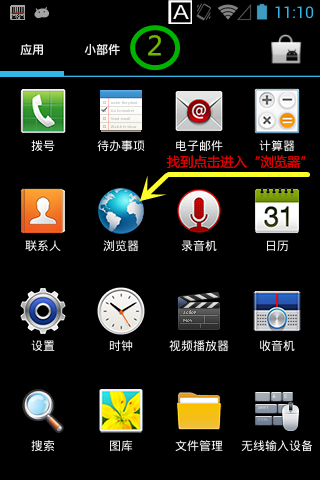 A 11:10
应用 小部件 2
拨号 待办事项 电子邮件 计算器
找到点击进入“浏览器”
联系人 浏览器 录音机 31 日历
设置 时钟 视频播放器 收音机
搜索 图库 文件管理 无线输入设备